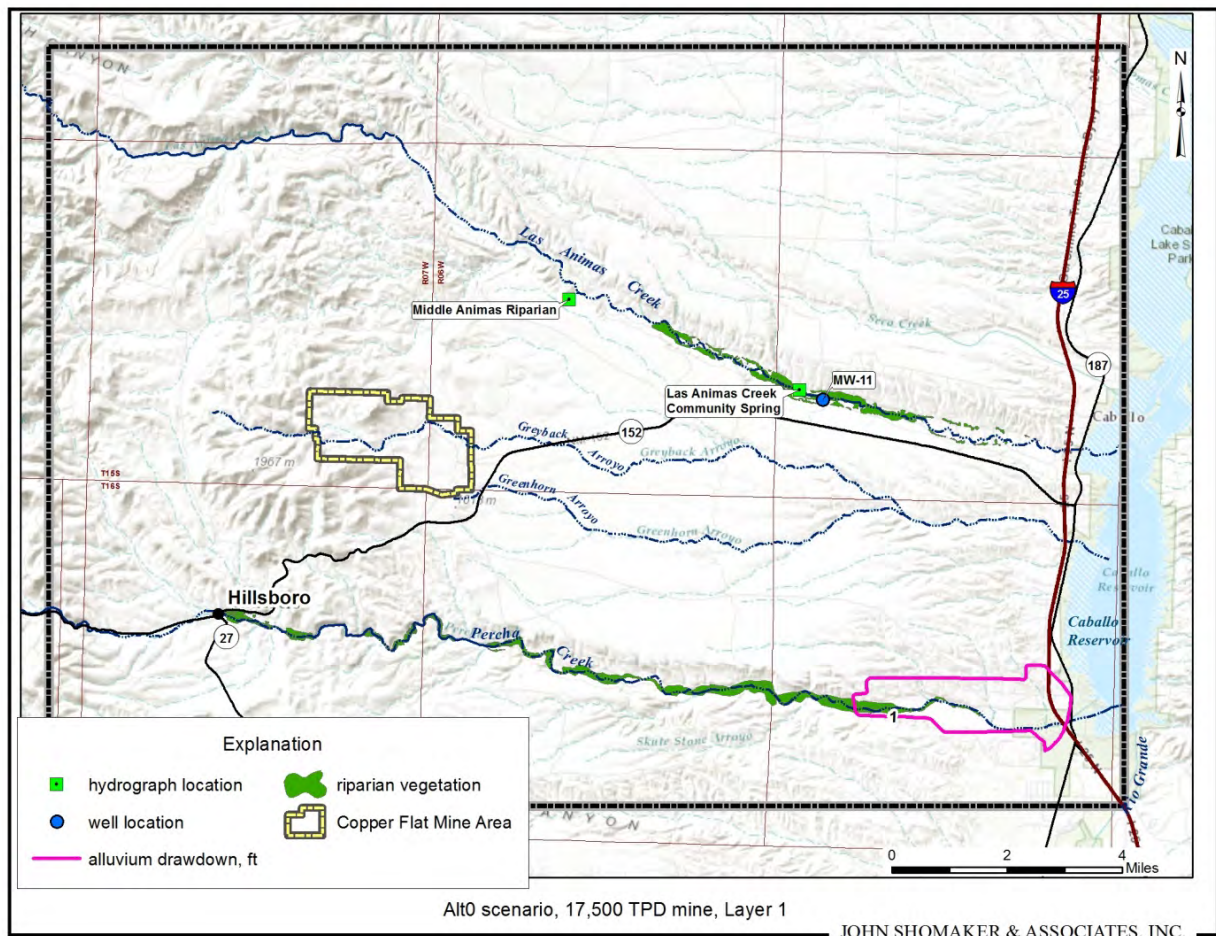 CANYON
N
Las Animas
Creek
Cab
Lake S
Park
R07W
R06W
25
Middle Animas Riparian
Seco Creek
187
MW-11
Las Animas Creek
Community Spring
Caballo
152
Greyback
Arroyo
Greyback Arroyo
1967 m
T15S
T16S
Greenhorn
Arroyo
Greenhorn Arroyo
Caballo
Reservoir
Hillsboro
27
Percha
Creek
Caballo
Reservoir
1
Skute Stone Arroyo
Rio Grande
Explanation
hydrograph location
riparian vegetation
well location
Copper Flat Mine Area
alluvium drawdown, ft
ANYON
0 2 4
Miles
Alt0 scenario, 17,500 TPD mine, Layer 1
JOHN SHOMAKER & ASSOCIATES, INC.